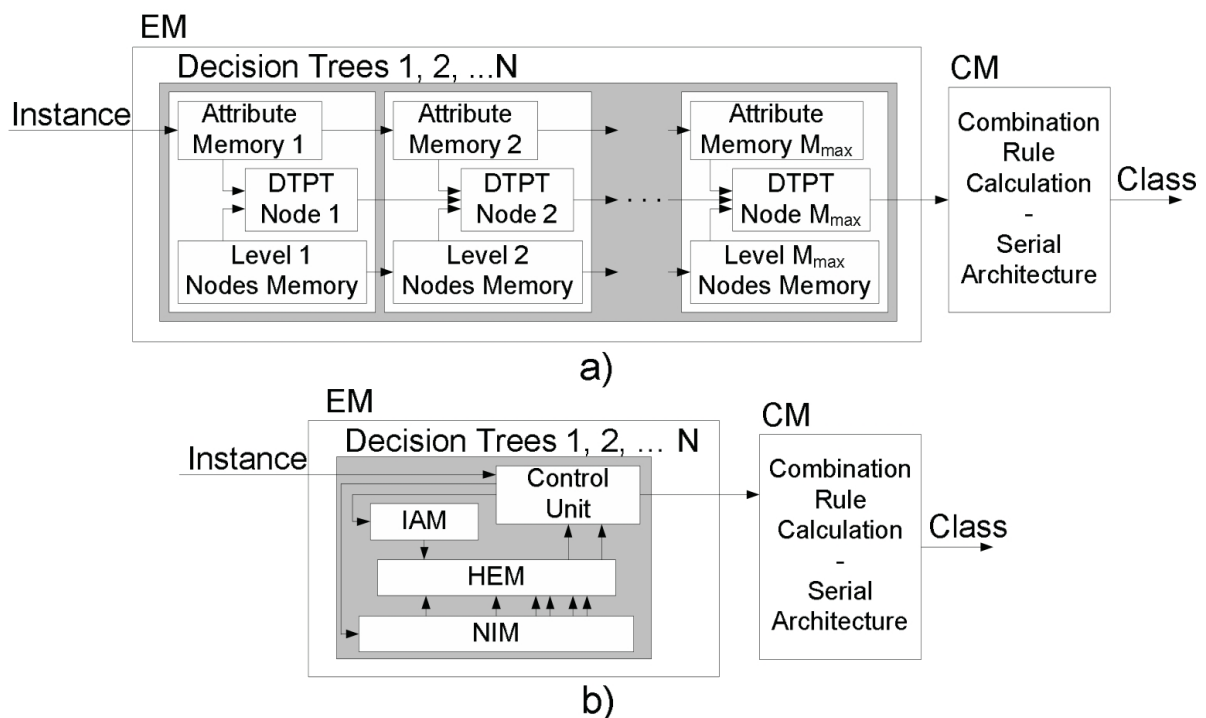 EM
Decision Trees 1, 2, ...N
CM
Instance
Attribute
Memory 1
Attribute
Memory 2
Attribute
Memory Mmax
DTPT
Node 1
DTPT
Node 2
. . .
DTPT
Node Mmax
Level 1
Nodes Memory
Level 2
Nodes Memory
Level Mmax
Nodes Memory
Combination
Rule
Calculation
-
Serial
Architecture
Class
a)
EM
Decision Trees 1, 2, ... N
CM
Instance
Control
Unit
IAM
HEM
NIM
Combination
Rule
Calculation
-
Serial
Architecture
Class
b)